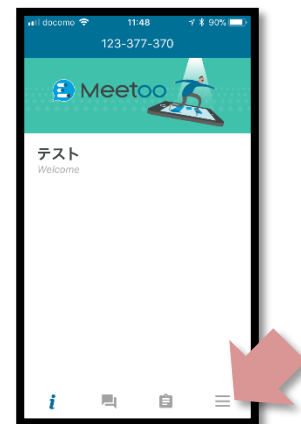 docomo 11:48 90%
123-377-370
Meetoo
テスト
Welcome
i